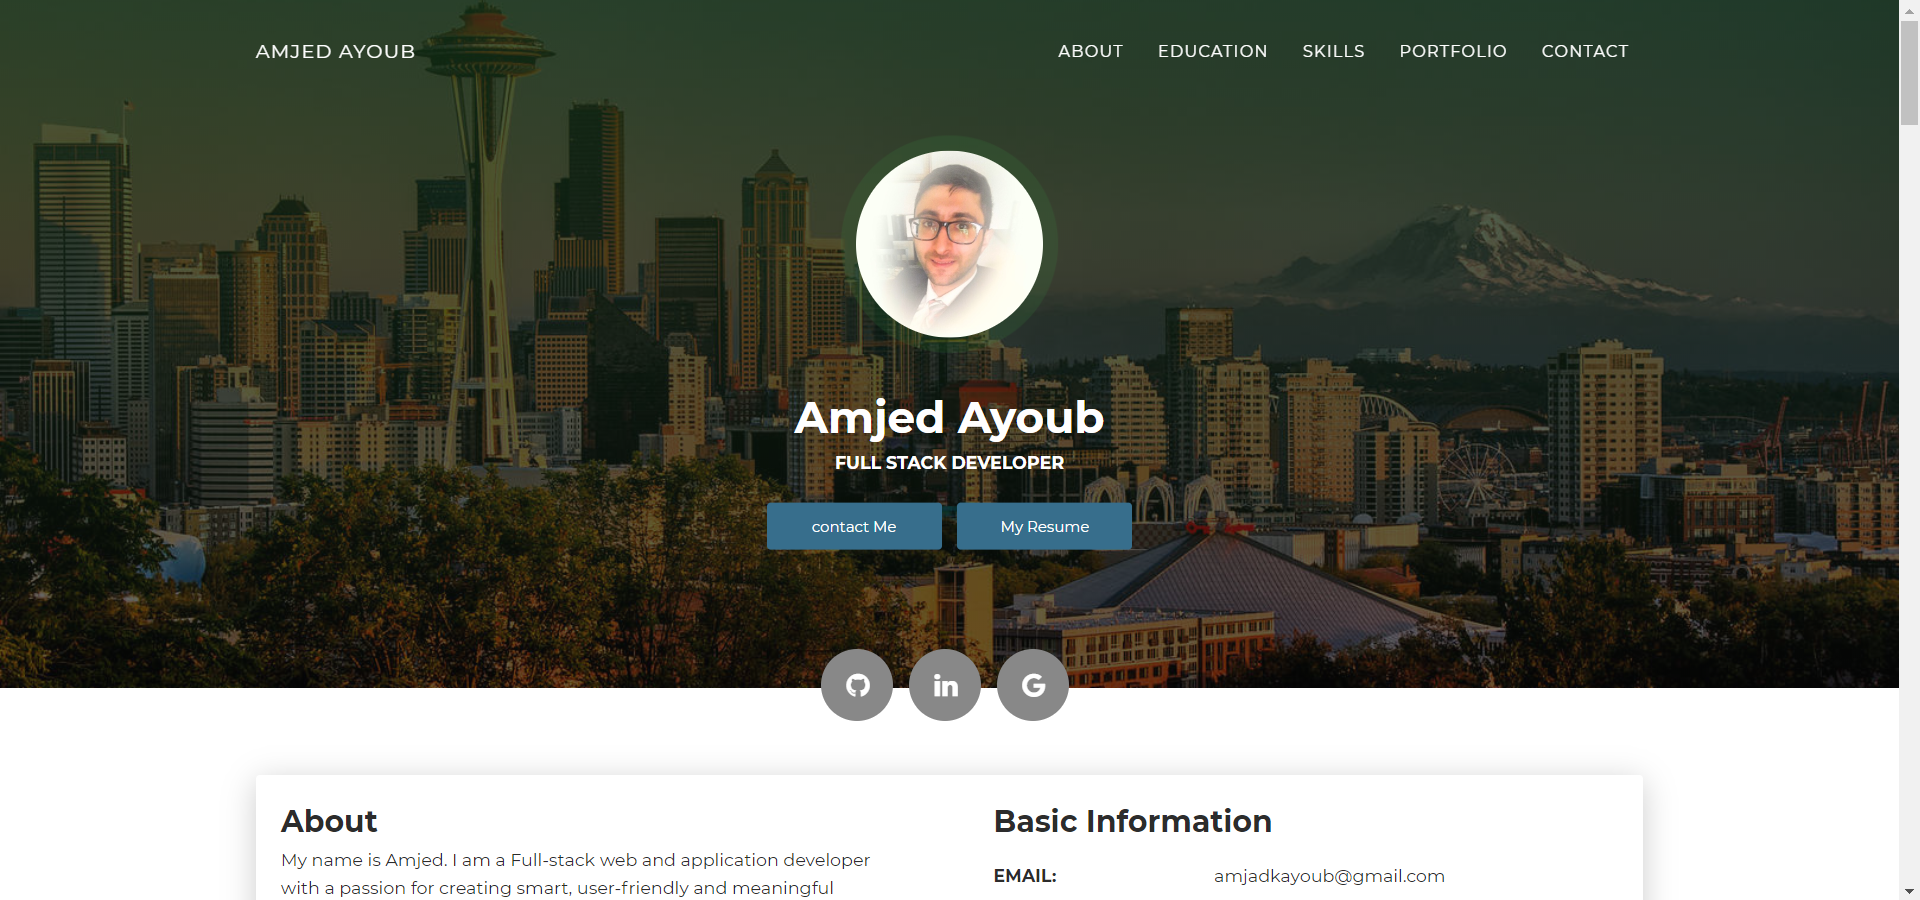 AMJED AYOUB
ABOUT EDUCATION SKILLS PORTFOLIO CONTACT
Amjed Ayoub
FULL STACK DEVELOPER
contact Me My Resume
About
My name is Amjed. I am a Full-stack web and application developer
with a passion for creating smart, user-friendly and meaningful
Basic Information
EMAIL: amjadkayoub@gmail.com